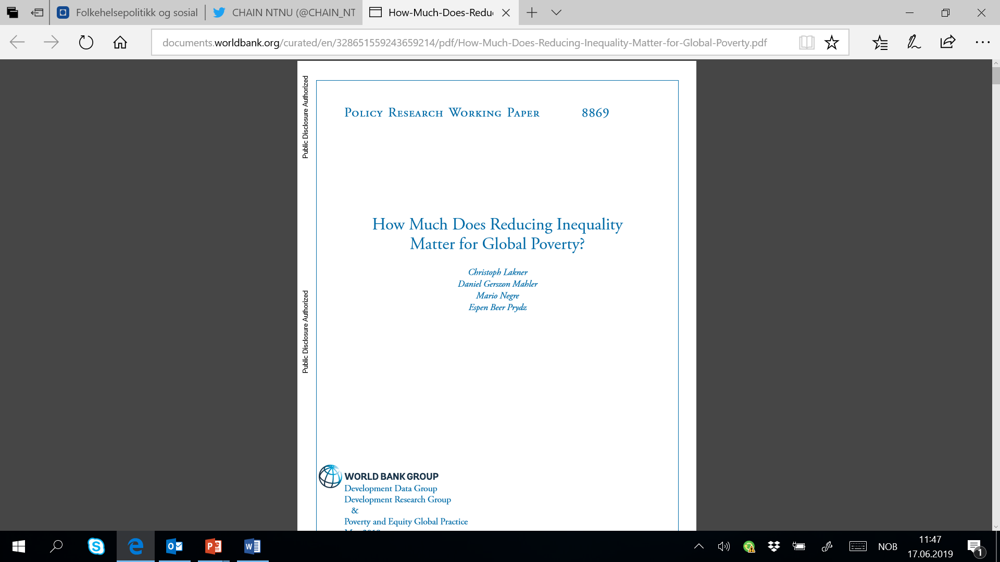 Folkehelsepolitikk og sosial
CHAIN NTNU (@CHAIN_NT
How-Much-Does-Redu
documents.worldbank.org/curated/en/328651559243659214/pdf/How-Much-Does-Reducing-Inequality-Matter-for-Global-Poverty.pdf
Public Disclosure Authorized
Policy Research Working Paper 8869
How Much Does Reducing Inequality
Matter for Global Poverty?
Christoph Lakner
Daniel Gerszon Mahler
Mario Negre
Espen Beer Prydz
Public Disclosure Authorized
WORLD BANK GROUP
Development Data Group
Development Research Group
&
Poverty and Equity Global Practice
NOB
11:47
17.06.2019
1